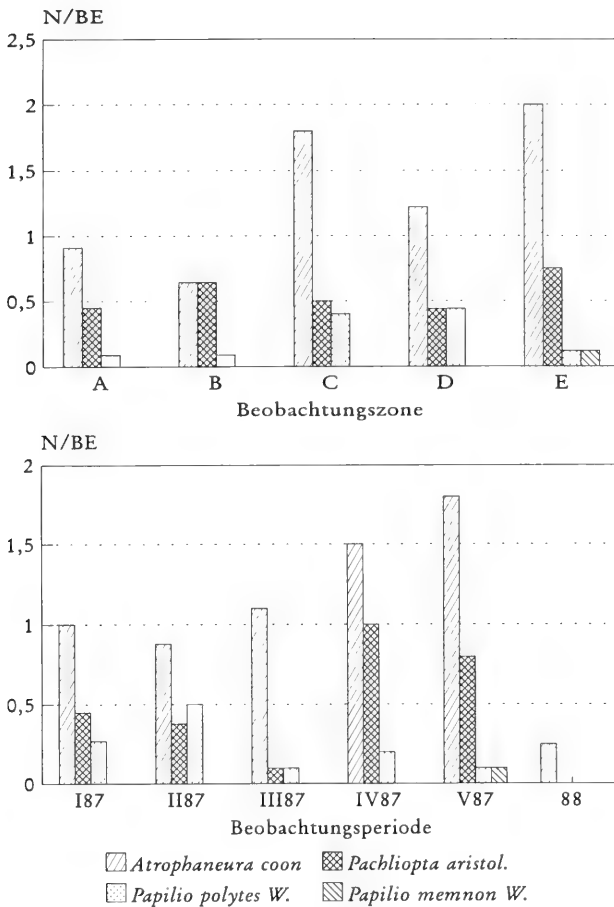 N/BE
2,5
2
1,5
1
0,5
0
A B C D E
Beobachtungszone
N/BE
2
1,5
1
0,5
0
I87 II87 III87 IV87 V87 88
Beobachtungsperiode
Atrophaneura coon Pachliopta aristol.
Papilio polytes W. Papilio memnon W.